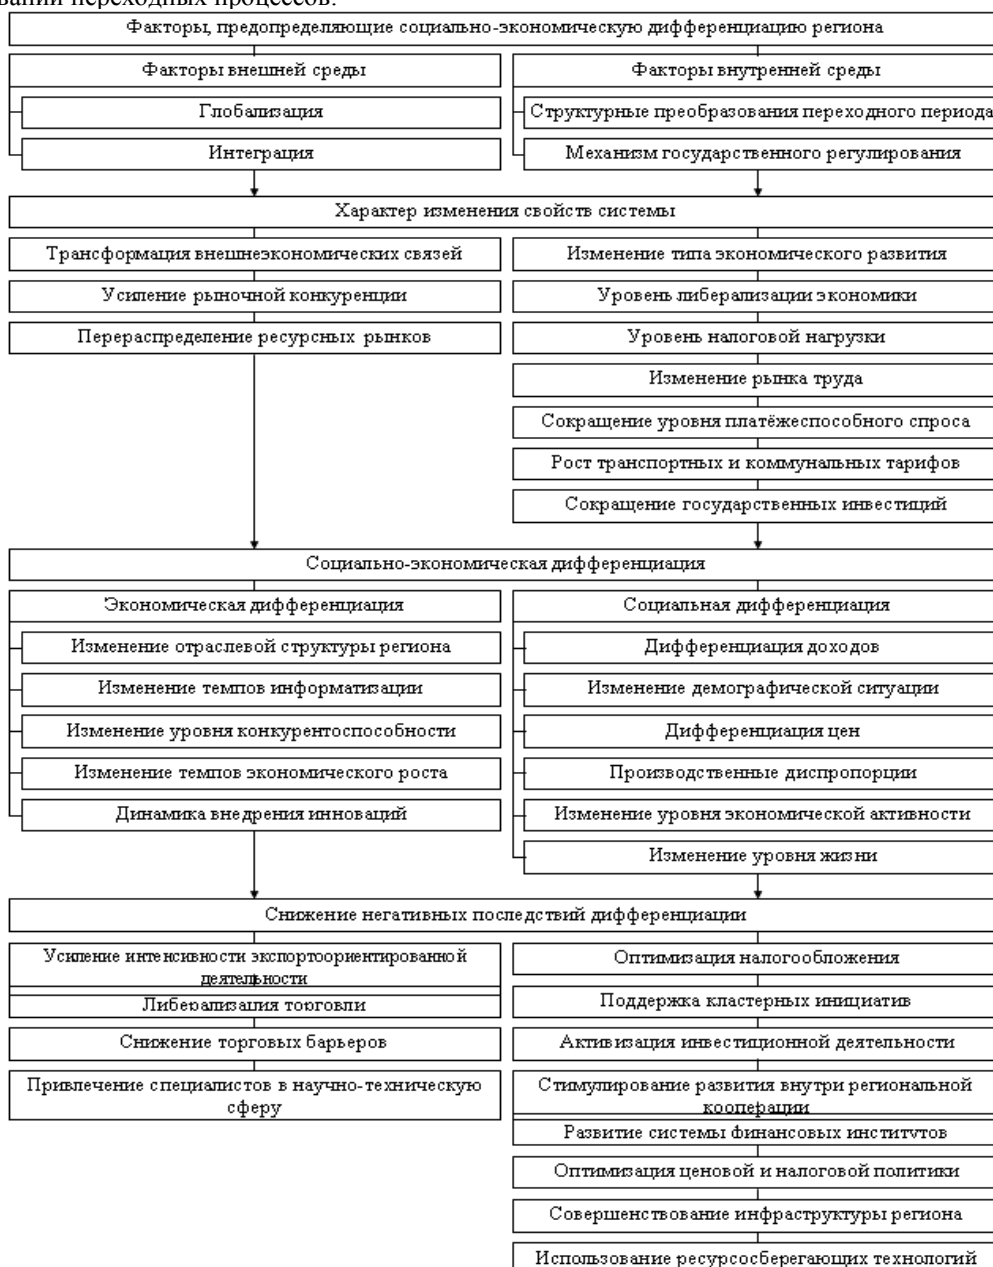 вании переходных процессов.
Факторы, предопределяющие социально-экономическую дифференциацию региона
Факторы внешней среды
Глобализация
Интеграция
Факторы внутренней среды
Структурные преобразования переходного периода
Механизм государственного регулирования
Характер изменения свойств системы
Трансформация внешнеэкономических связей
Усиление рыночной конкуренции
Перераспределение ресурсных рынков
Изменение типа экономического развития
Уровень либерализации экономики
Уровень налоговой нагрузки
Изменение рынка труда
Сокращение уровня платёжеспособного спроса
Рост транспортных и коммунальных тарифов
Сокращение государственных инвестиций
Социально-экономическая дифференциация
Экономическая дифференциация
Изменение отраслевой структуры региона
Изменение темпов информатизации
Изменение уровня конкурентоспособности
Изменение темпов экономического роста
Динамика внедрения инноваций
Социальная дифференциация
Дифференциация доходов
Изменение демографической ситуации
Дифференциация цен
Производственные диспропорции
Изменение уровня экономической активности
Изменение уровня жизни
Снижение негативных последствий дифференциации
Усиление интенсивности экспортоориентированной
деятельности
Либерализация торговли
Снижение торговых барьеров
Привлечение специалистов в научно-техническую
сферу
Оптимизация налогообложения
Поддержка кластерных инициатив
Активизация инвестиционной деятельности
Стимулирование развития внутри региональной
кооперации
Развитие системы финансовых институтов
Оптимизация ценовой и налоговой политики
Совершенствование инфраструктуры региона
Использование ресурсосберегающих технологий